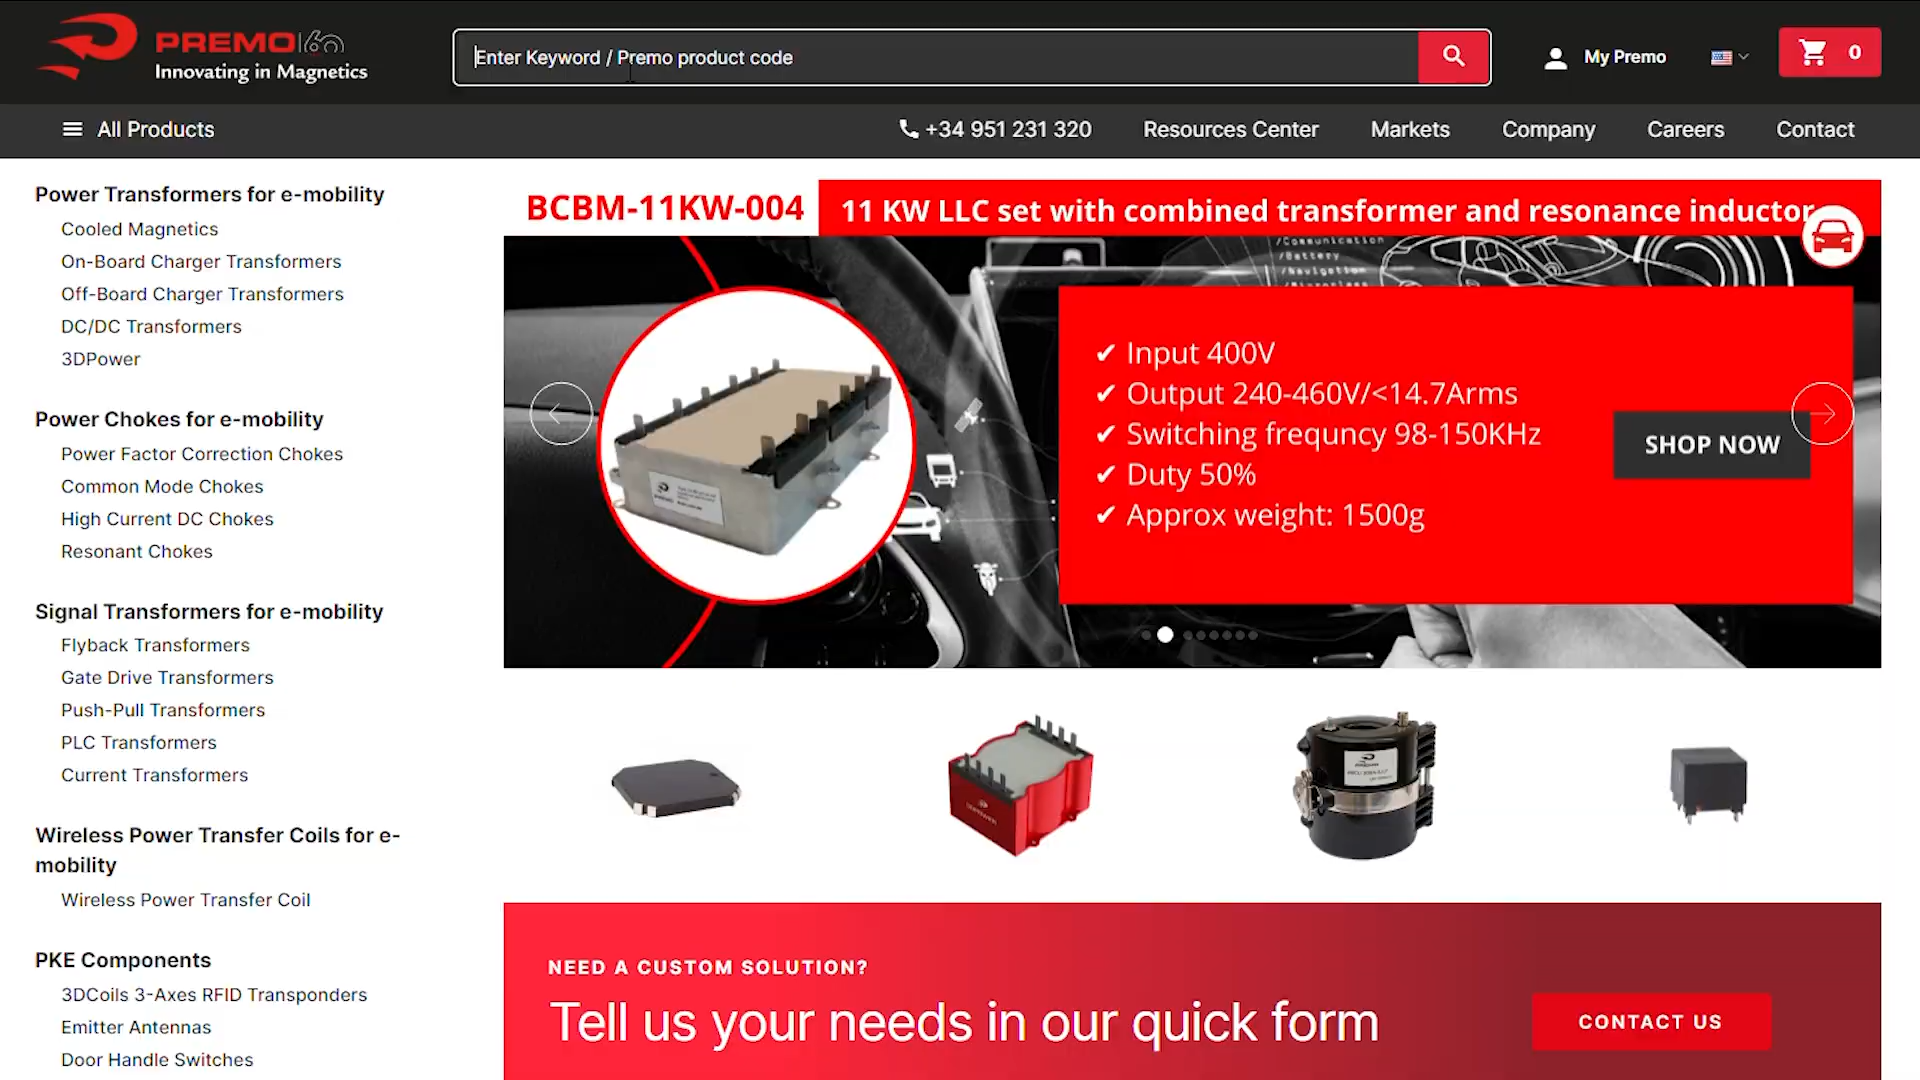 PREMO 60
Innovating in Magnetics
Enter Keyword / Premo product code
My Premo
0
All Products
+34 951 231 320
Resources Center
Markets
Company
Careers
Contact
Power Transformers for e-mobility
Cooled Magnetics
On-Board Charger Transformers
Off-Board Charger Transformers
DC/DC Transformers
3DPower
Power Chokes for e-mobility
Power Factor Correction Chokes
Common Mode Chokes
High Current DC Chokes
Resonant Chokes
Signal Transformers for e-mobility
Flyback Transformers
Gate Drive Transformers
Push-Pull Transformers
PLC Transformers
Current Transformers
Wireless Power Transfer Coils for e-
mobility
Wireless Power Transfer Coil
PKE Components
3DCoils 3-Axes RFID Transponders
Emitter Antennas
Door Handle Switches
BCBM-11KW-004
11 KW LLC set with combined transformer and resonance inductor
/Communication
/Battery
/Navigation
✔ Input 400V
✔ Output 240-460V/<14.7Arms
✔ Switching frequncy 98-150KHz
✔ Duty 50%
✔ Approx weight: 1500g
SHOP NOW
NEED A CUSTOM SOLUTION?
Tell us your needs in our quick form
CONTACT US